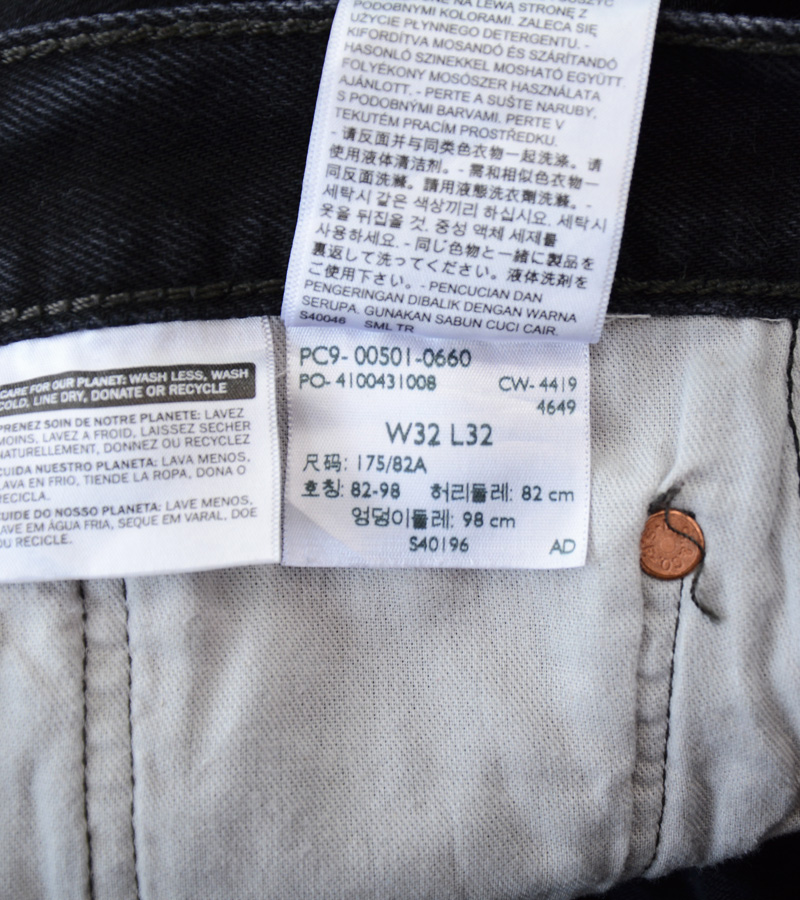 NE NA LEWĄ STRONĘ Z
PODOBNYMI KOLORAMI. ZALECA SIĘ
UŻYCIE PŁYNNEGO DETERGENTU. -
KIFORDÍTVA MOSANDÓ ÉS SZÁRÍTANDÓ
HASONLÓ SZINEKKEL MOSHATÓ EGYÜTT
FOLYÉKONY MOSÓSZER HASZNÁLATA
AJÁNLOTT. - PERTE A SUŠTE NARUBY,
S PODOBNÝMI BARVAMI. PERTE V
TEKUTÉM PRACÍM PROSTŘEDKU.
- 请反面并与同类色衣物一起洗涤。请
使用液体清洁剂。- 需和相似色衣物一
同反面洗滌。請用液態洗衣劑洗滌。-
세탁시 같은 색상끼리 하십시요. 세탁시
옷을 뒤집을 것. 중성 액체 세제를
사용하세요. - 同じ色物と一緒に製品を
裏返して洗ってください。液体洗剤を
ご使用下さい。- PENCUCIAN DAN
PENGERINGAN DIBALIK DENGAN WARNA
SERUPA. GUNAKAN SABUN CUCI CAIR.
S40046 SML TR
CARE FOR OUR PLANET: WASH LESS, WASH
COLD, LINE DRY, DONATE OR RECYCLE
PRENEZ SOIN DE NOTRE PLANETE: LAVEZ
MOINS, LAVEZ A FROID, LAISSEZ SECHER
NATURELLEMENT, DONNEZ OU RECYCLEZ
CUIDA NUESTRO PLANETA: LAVA MENOS,
LAVA EN FRIO, TIENDE LA ROPA, DONA O
RECICLA.
CUIDE DO NOSSO PLANETA: LAVE MENOS,
LAVE EM ÀGUA FRIA, SEQUE EM VARAL, DOE
OU RECICLE.
PC9- 00501-0660
PO- 4100431008 CW- 4419
4649
W32 L32
尺码: 175/82A
호칭: 82-98 허리둘레: 82 cm
엉덩이둘레: 98 cm
S40196 AD